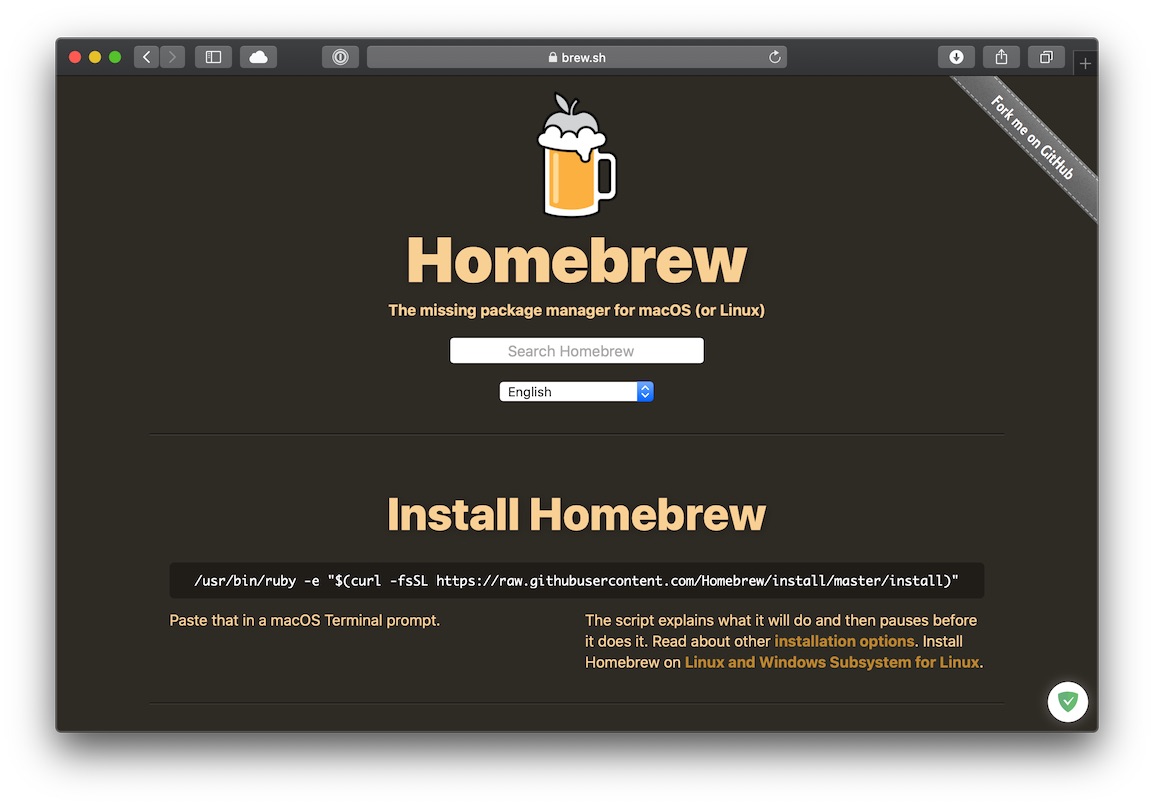 brew.sh
Fork me on GitHub
Homebrew
The missing package manager for macOS (or Linux)
Search Homebrew
English
Install Homebrew
/usr/bin/ruby -e "$(curl -fsSL https://raw.githubusercontent.com/Homebrew/install/master/install)"
Paste that in a macOS Terminal prompt.
The script explains what it will do and then pauses before
it does it. Read about other installation options. Install
Homebrew on Linux and Windows Subsystem for Linux.